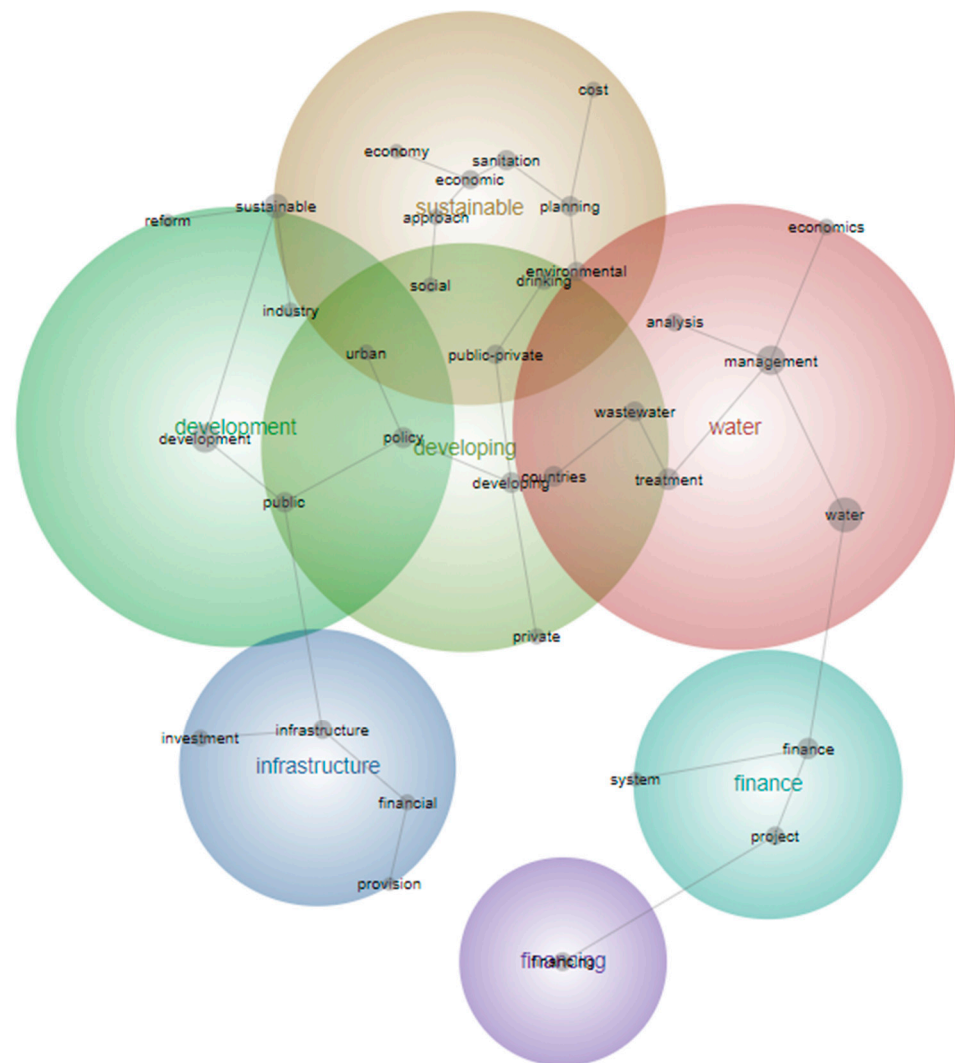 cost
economy
sanitation
economic
sustainable
sustainable
planning
reform
approach
economics
environmental
drinking
social
industry
analysis
urban
public-private
management
wastewater
development
development
policy
developing
water
developing
countries
treatment
public
water
private
infrastructure
investment
infrastructure
finance
system
finance
financial
project
provision
financing
financing